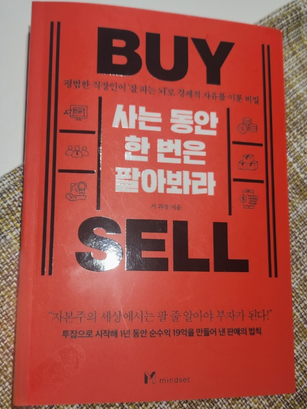 BUY
평범한 직장인이 '잘 파는 뇌'로 경제적 자유를 이룬 비밀
사는 동안
한 번은
팔아봐라
지음
SELL
"자본주의 세상에서는 팔 줄 알아야 부자가 된다!"
투잡으로 시작해 1년 동안 순수익 19억을 만들어 낸 판매의 법칙
mindset